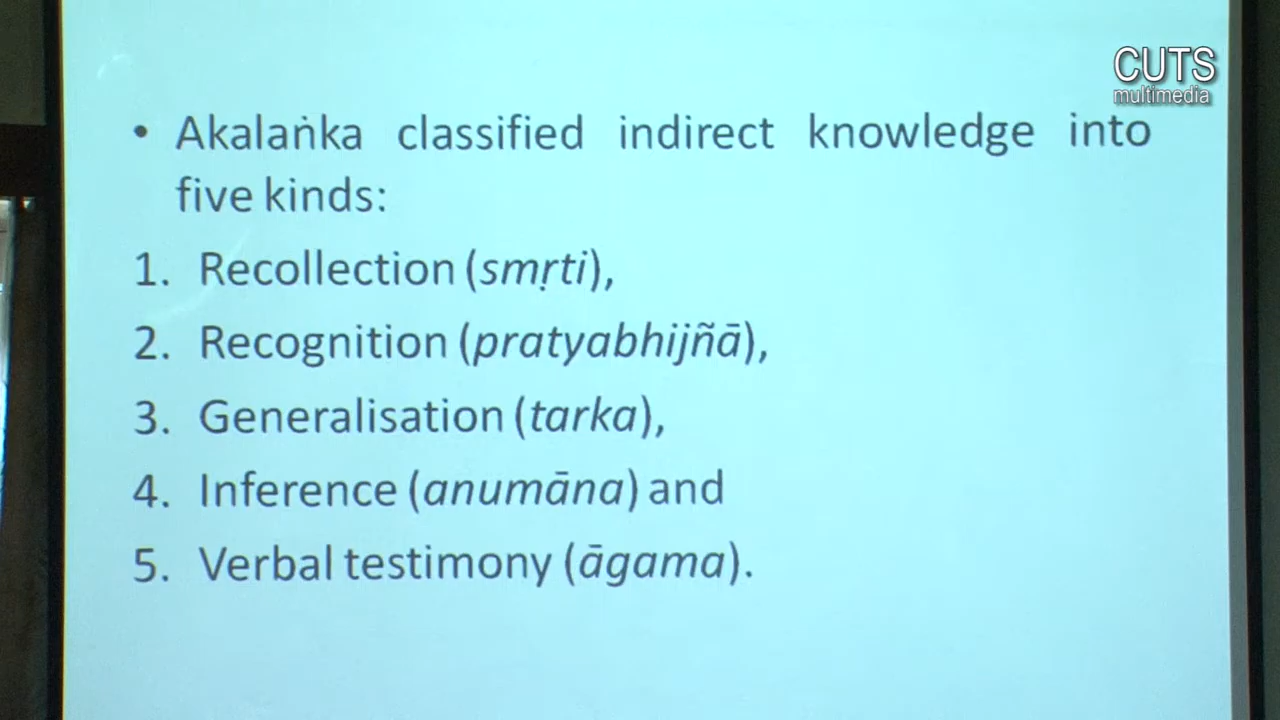 CUTS
multimedia
• Akalaṅka classified indirect knowledge into
five kinds:
1. Recollection (smṛti),
2. Recognition (pratyabhijñā),
3. Generalisation (tarka),
4. Inference (anumāna) and
5. Verbal testimony (āgama).